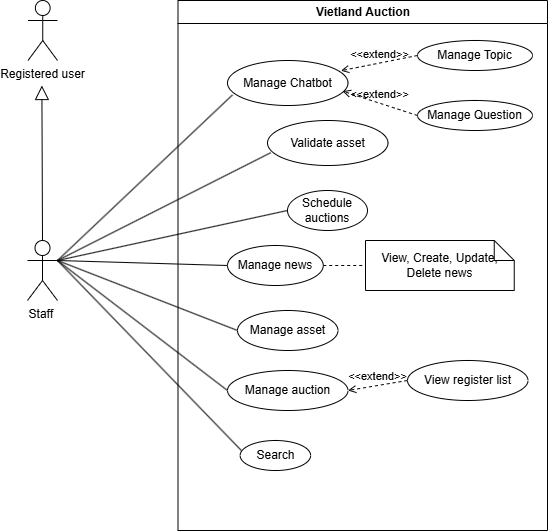 Vietland Auction
Registered user
<<extend>>
Manage Topic
Manage Chatbot
<<extend>>
Manage Question
Validate asset
Schedule
auctions
Manage news
View, Create, Update,
Delete news
Staff
Manage asset
<<extend>>
View register list
Manage auction
Search